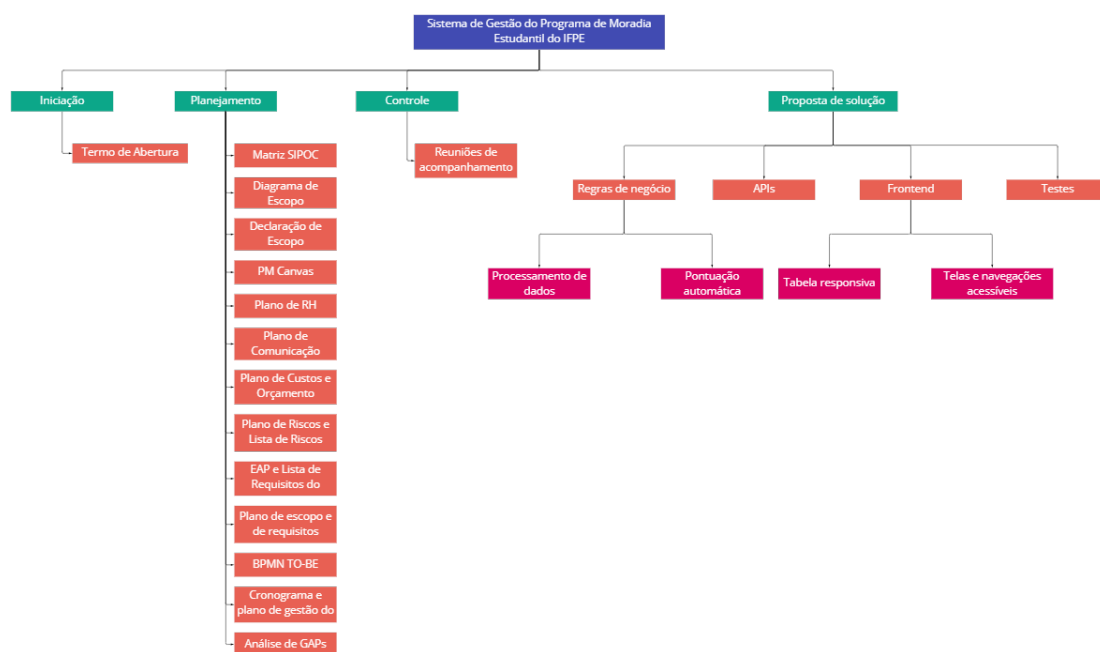 Sistema de Gestão do Programa de Moradia
Estudantil do IFPE
Iniciação
Planejamento
Controle
Proposta de solução
Termo de Abertura
Matriz SIPOC
Diagrama de
Escopo
Declaração de
Escopo
PM Canvas
Plano de RH
Plano de
Comunicação
Plano de Custos e
Orçamento
Plano de Riscos e
Lista de Riscos
EAP e Lista de
Requisitos do
Plano de escopo e
de requisitos
BPMN TO-BE
Cronograma e
plano de gestão do
Análise de GAPs
Reuniões de
acompanhamento
Regras de negócio
APIs
Frontend
Testes
Processamento de
dados
Pontuação
automática
Tabela responsiva
Telas e navegações
acessíveis